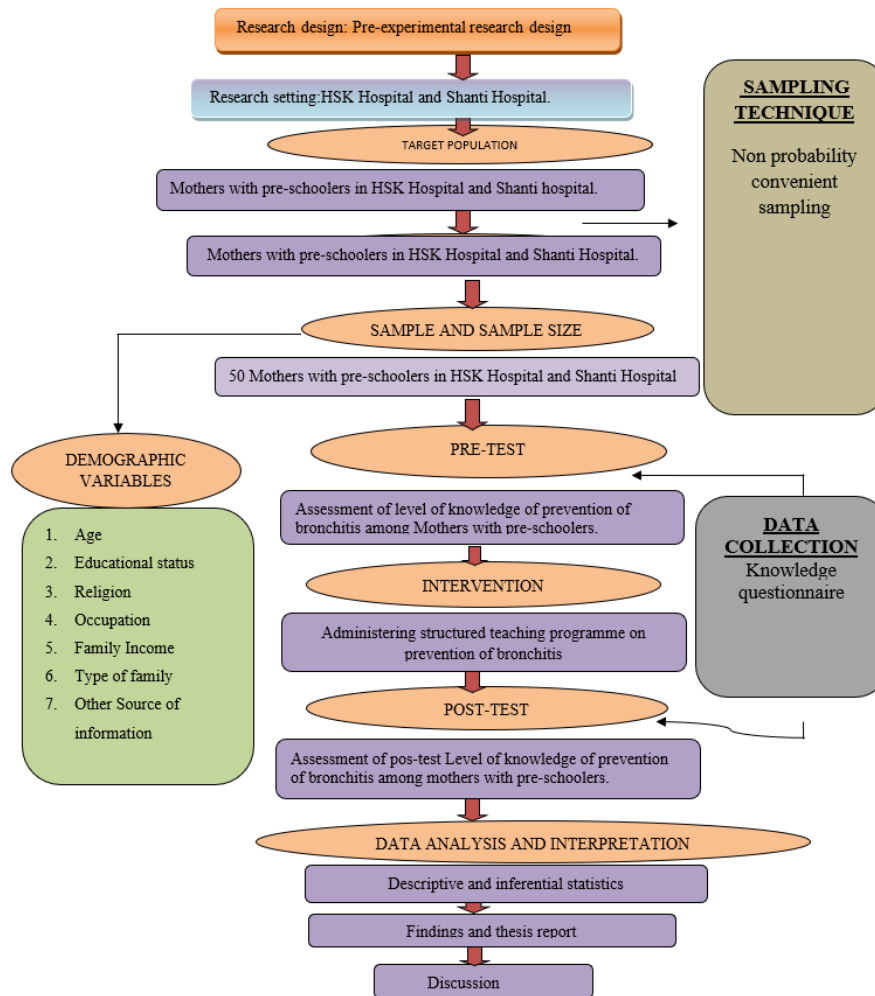 Research design: Pre-experimental research design
Research setting:HSK Hospital and Shanti Hospital.
TARGET POPULATION
Mothers with pre-schoolers in HSK Hospital and Shanti hospital.
Mothers with pre-schoolers in HSK Hospital and Shanti Hospital.
SAMPLING
TECHNIQUE
Non probability
convenient
sampling
SAMPLE AND SAMPLE SIZE
50 Mothers with pre-schoolers in HSK Hospital and Shanti Hospital
DEMOGRAPHIC
VARIABLES
1. Age
2. Educational status
3. Religion
4. Occupation
5. Family Income
6. Type of family
7. Other Source of
information
PRE-TEST
Assessment of level of knowledge of prevention of
bronchitis among Mothers with pre-schoolers.
DATA
COLLECTION
Knowledge
questionnaire
INTERVENTION
Administering structured teaching programme on
prevention of bronchitis
POST-TEST
Assessment of pos-test Level of knowledge of prevention
of bronchitis among mothers with pre-schoolers.
DATA ANALYSIS AND INTERPRETATION
Descriptive and inferential statistics
Findings and thesis report
Discussion